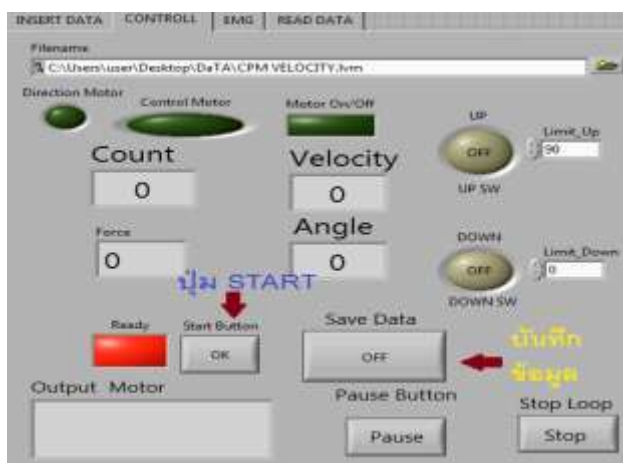 INSERT DATA CONTROLL EMG READ DATA
Filename
C:\Users\user\Desktop\DaTA\CPM VELOCITY.lvm
Direction Motor Control Motor Motor On/Off
UP
Limit_Up
OFF 90
Count Velocity
0 0
UP SW
Force Angle
DOWN
Limit_Down
0 0
OFF 0
ปุ่ม START
DOWN SW
Ready Start Button Save Data
บันทึก
OK OFF
ข้อมูล
Output Motor Pause Button
Stop Loop
Pause Stop